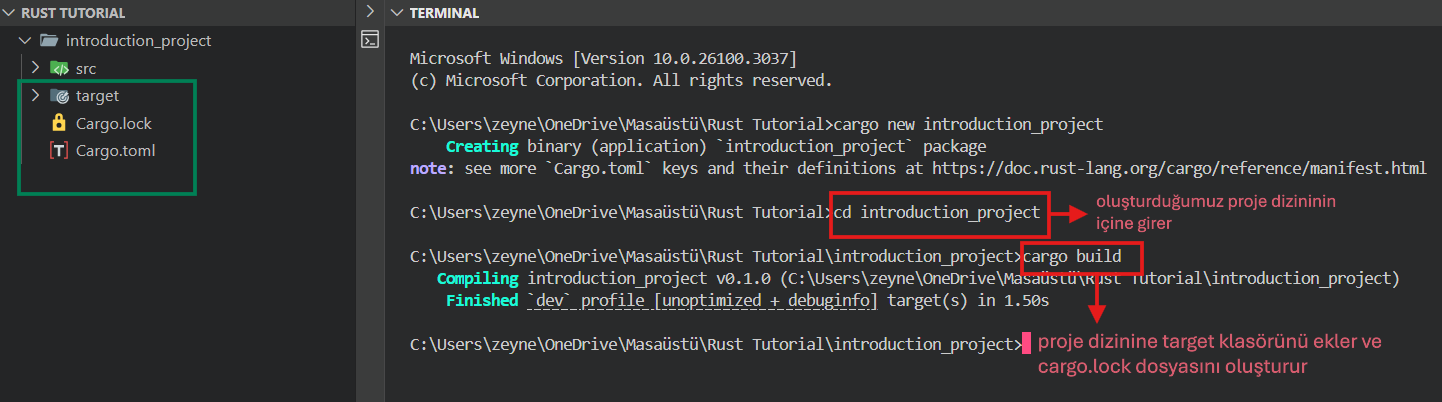 RUST TUTORIAL
introduction_project
src
target
Cargo.lock
Cargo.toml
TERMINAL
Microsoft Windows [Version 10.0.26100.3037]
(c) Microsoft Corporation. All rights reserved.
C:\Users\zeyne\OneDrive\Masaüstü\Rust Tutorial>cargo new introduction_project
Creating binary (application) `introduction_project` package
note: see more `Cargo.toml` keys and their definitions at https://doc.rust-lang.org/cargo/reference/manifest.html
C:\Users\zeyne\OneDrive\Masaüstü\Rust Tutorial>cd introduction_project
oluşturduğumuz proje dizininin
içine girer
C:\Users\zeyne\OneDrive\Masaüstü\Rust Tutorial\introduction_project>cargo build
Compiling introduction_project v0.1.0 (C:\Users\zeyne\OneDrive\Masaüstü\Rust Tutorial\introduction_project)
Finished `dev` profile [unoptimized + debuginfo] target(s) in 1.50s
C:\Users\zeyne\OneDrive\Masaüstü\Rust Tutorial\introduction_project>
proje dizinine target klasörünü ekler ve
cargo.lock dosyasını oluşturur